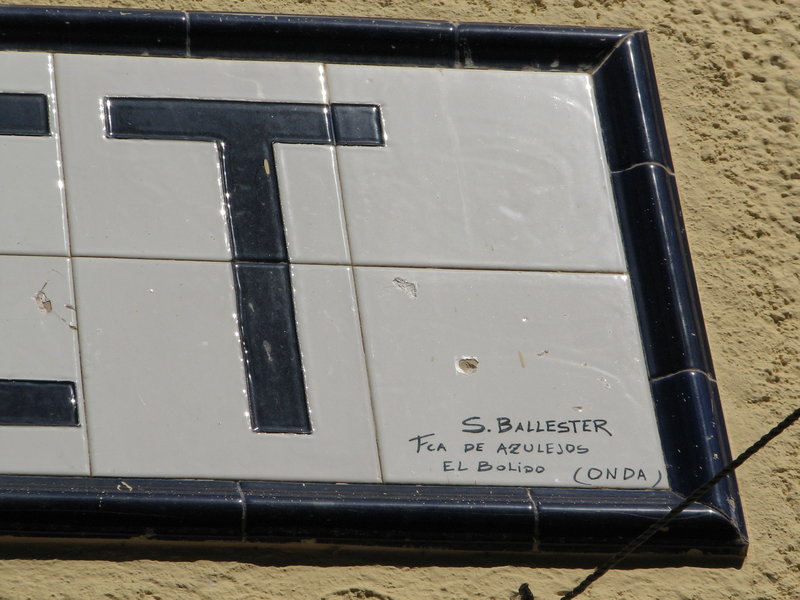 T
S. BALLESTER
FCA DE AZULEJOS
EL BOLIDO (ONDA)